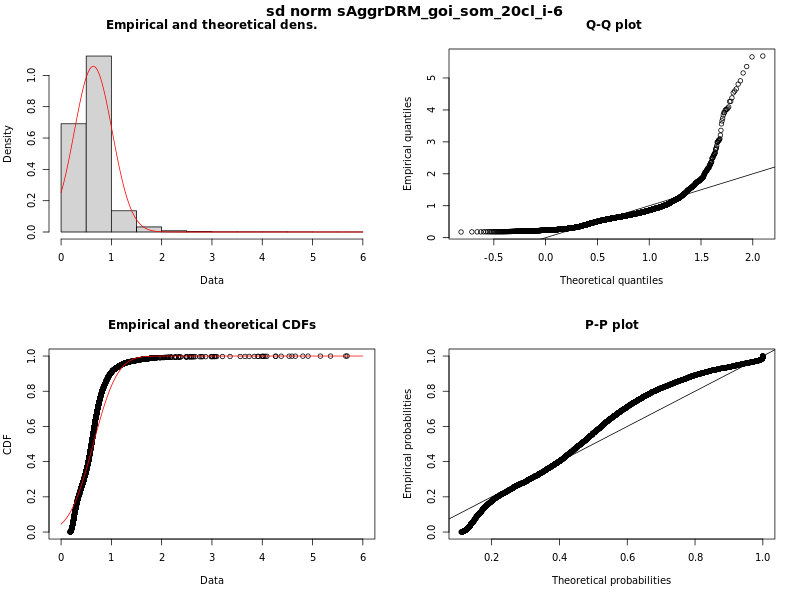 sd norm sAggrDRM_goi_som_20cl_i-6
Empirical and theoretical dens.
Density
0.0 0.2 0.4 0.6 0.8 1.0
0 1 2 3 4 5 6
Data
Q-Q plot
Empirical quantiles
0 1 2 3 4 5
-0.5 0.0 0.5 1.0 1.5 2.0
Theoretical quantiles
Empirical and theoretical CDFs
CDF
0.0 0.2 0.4 0.6 0.8 1.0
0 1 2 3 4 5 6
Data
P-P plot
Empirical probabilities
0.0 0.2 0.4 0.6 0.8 1.0
0.2 0.4 0.6 0.8 1.0
Theoretical probabilities